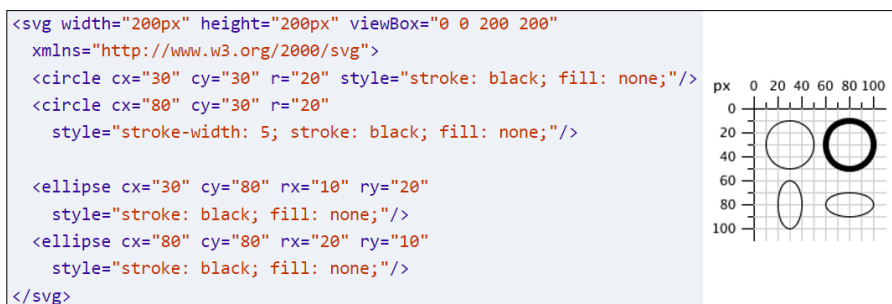 <svg width="200px" height="200px" viewBox="0 0 200 200"
xmlns="http://www.w3.org/2000/svg">
<circle cx="30" cy="30" r="20" style="stroke: black; fill: none;"/>
<circle cx="80" cy="30" r="20"
style="stroke-width: 5; stroke: black; fill: none;"/>
<ellipse cx="30" cy="80" rx="10" ry="20"
style="stroke: black; fill: none;"/>
<ellipse cx="80" cy="80" rx="20" ry="10"
style="stroke: black; fill: none;"/>
</svg>
px 0 20 40 60 80 100
0
20
40
60
80
100